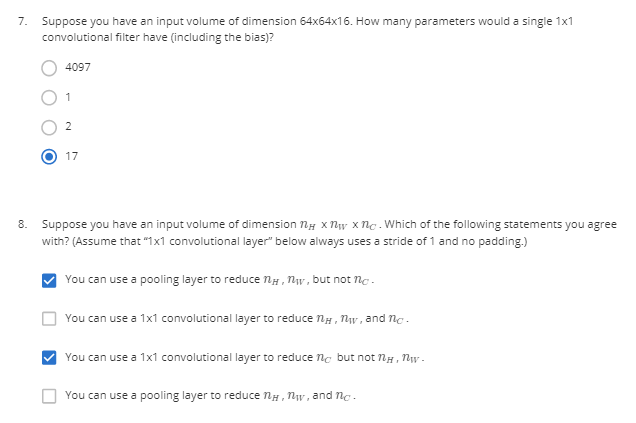 7. Suppose you have an input volume of dimension 64x64x16. How many parameters would a single 1x1
convolutional filter have (including the bias)?
4097
1
2
17
8. Suppose you have an input volume of dimension n_H x n_W x n_C. Which of the following statements you agree
with? (Assume that "1x1 convolutional layer" below always uses a stride of 1 and no padding.)
You can use a pooling layer to reduce n_H, n_W, but not n_C.
You can use a 1x1 convolutional layer to reduce n_H, n_W, and n_C.
You can use a 1x1 convolutional layer to reduce n_C but not n_H, n_W.
You can use a pooling layer to reduce n_H, n_W, and n_C.